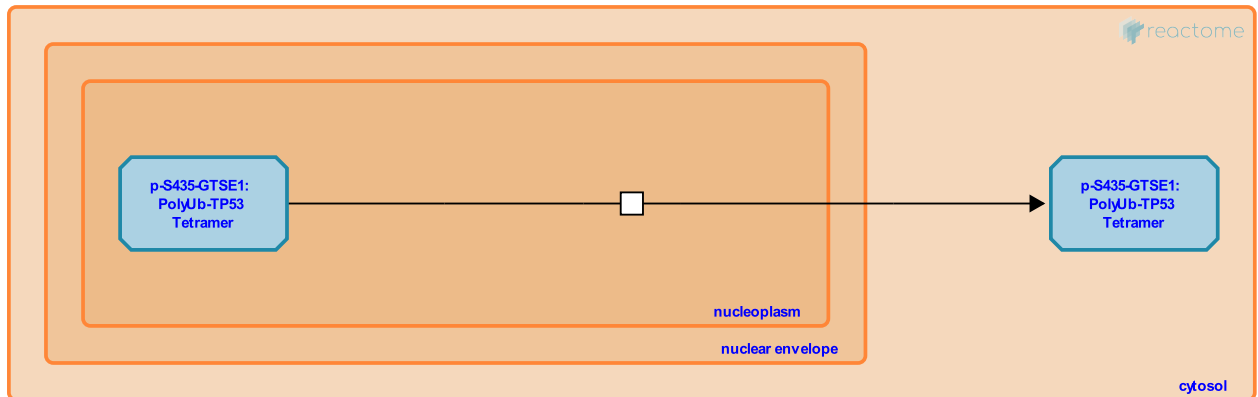 reactome
p-S435-GTSE1:
PolyUb-TP53
Tetramer
p-S435-GTSE1:
PolyUb-TP53
Tetramer
nucleoplasm
nuclear envelope
cytosol